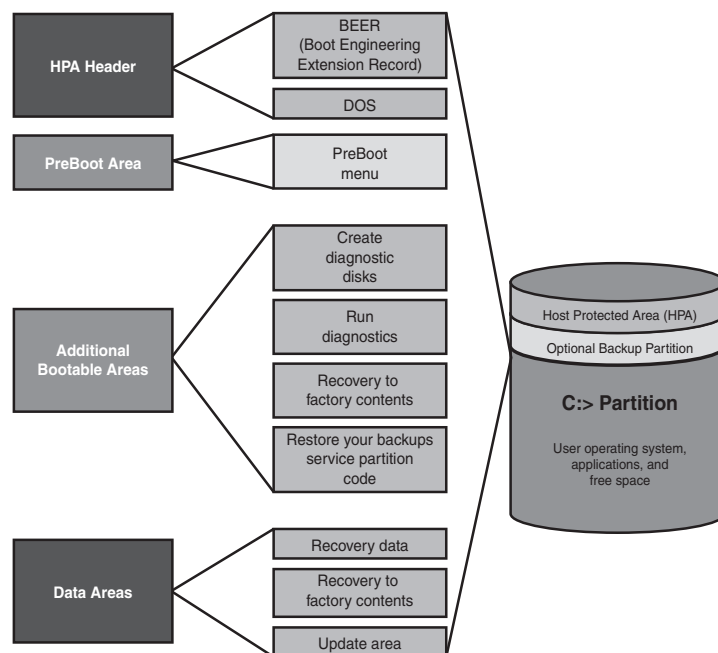 HPA Header
BEER
(Boot Engineering
Extension Record)
DOS
PreBoot Area
PreBoot
menu
Additional
Bootable Areas
Create
diagnostic
disks
Run
diagnostics
Recovery to
factory contents
Restore your backups
service partition
code
Data Areas
Recovery data
Recovery to
factory contents
Update area
Host Protected Area (HPA)
Optional Backup Partition
C:> Partition
User operating system,
applications, and
free space